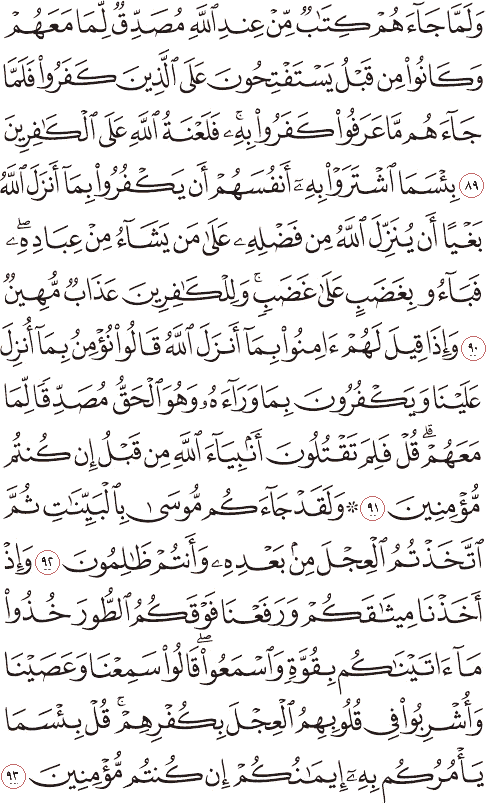 وَلَمَّا جَآءَهُمْ كِتَٰبٌ مِّنْ عِندِ ٱللَّهِ مُصَدِّقٌ لِّمَا مَعَهُمْ
وَكَانُوا۟ مِن قَبْلُ يَسْتَفْتِحُونَ عَلَى ٱلَّذِينَ كَفَرُوا۟ فَلَمَّا
جَآءَهُم مَّا عَرَفُوا۟ كَفَرُوا۟ بِهِۦ ۚ فَلَعْنَةُ ٱللَّهِ عَلَى ٱلْكَٰفِرِينَ
٨٩ بِئْسَمَا ٱشْتَرَوْا۟ بِهِۦٓ أَنفُسَهُمْ أَن يَكْفُرُوا۟ بِمَآ أَنزَلَ ٱللَّهُ
بَغْيًا أَن يُنَزِّلَ ٱللَّهُ مِن فَضْلِهِۦ عَلَىٰ مَن يَشَآءُ مِنْ عِبَادِهِۦ ۖ
فَبَآءُو بِغَضَبٍ عَلَىٰ غَضَبٍ ۚ وَلِلْكَٰفِرِينَ عَذَابٌ مُّهِينٌ
٩٠ وَإِذَا قِيلَ لَهُمْ ءَامِنُوا۟ بِمَآ أَنزَلَ ٱللَّهُ قَالُوا۟ نُؤْمِنُ بِمَآ أُنزِلَ
عَلَيْنَا وَيَكْفُرُونَ بِمَا وَرَآءَهُۥ وَهُوَ ٱلْحَقُّ مُصَدِّقًا لِّمَا
مَعَهُمْ ۗ قُلْ فَلِمَ تَقْتُلُونَ أَنۢبِيَآءَ ٱللَّهِ مِن قَبْلُ إِن كُنتُم
مُّؤْمِنِينَ ٩١ * وَلَقَدْ جَآءَكُم مُّوسَىٰ بِٱلْبَيِّنَٰتِ ثُمَّ
ٱتَّخَذْتُمُ ٱلْعِجْلَ مِنۢ بَعْدِهِۦ وَأَنتُمْ ظَٰلِمُونَ ٩٢ وَإِذْ
أَخَذْنَا مِيثَٰقَكُمْ وَرَفَعْنَا فَوْقَكُمُ ٱلطُّورَ خُذُوا۟
مَآ ءَاتَيْنَٰكُم بِقُوَّةٍ وَٱسْمَعُوا۟ ۖ قَالُوا۟ سَمِعْنَا وَعَصَيْنَا
وَأُشْرِبُوا۟ فِى قُلُوبِهِمُ ٱلْعِجْلَ بِكُفْرِهِمْ ۚ قُلْ بِئْسَمَا
يَأْمُرُكُم بِهِۦٓ إِيمَٰنُكُمْ إِن كُنتُم مُّؤْمِنِينَ ٩٣